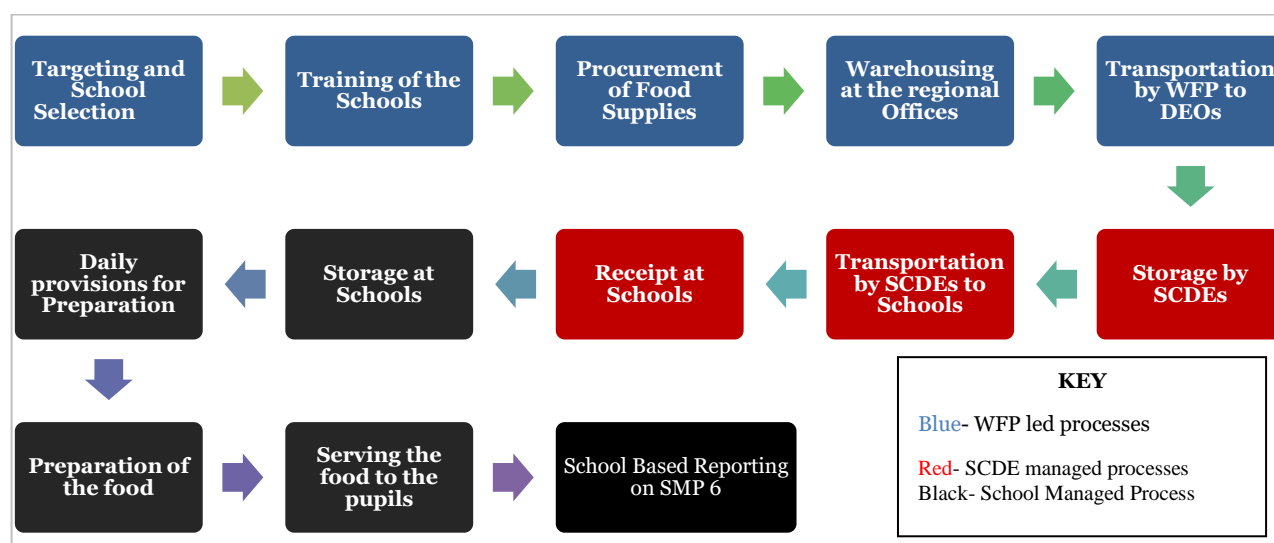 Targeting and
School
Selection
Training of the
Schools
Procurement
of Food
Supplies
Warehousing
at the regional
Offices
Transportation
by WFP to
DEOs
Storage by
SCDEs
Transportation
by SCDEs to
Schools
Receipt at
Schools
Storage at
Schools
Daily
provisions for
Preparation
Preparation of
the food
Serving the
food to the
pupils
School Based Reporting
on SMP 6
KEY
Blue- WFP led processes
Red- SCDE managed processes
Black- School Managed Process